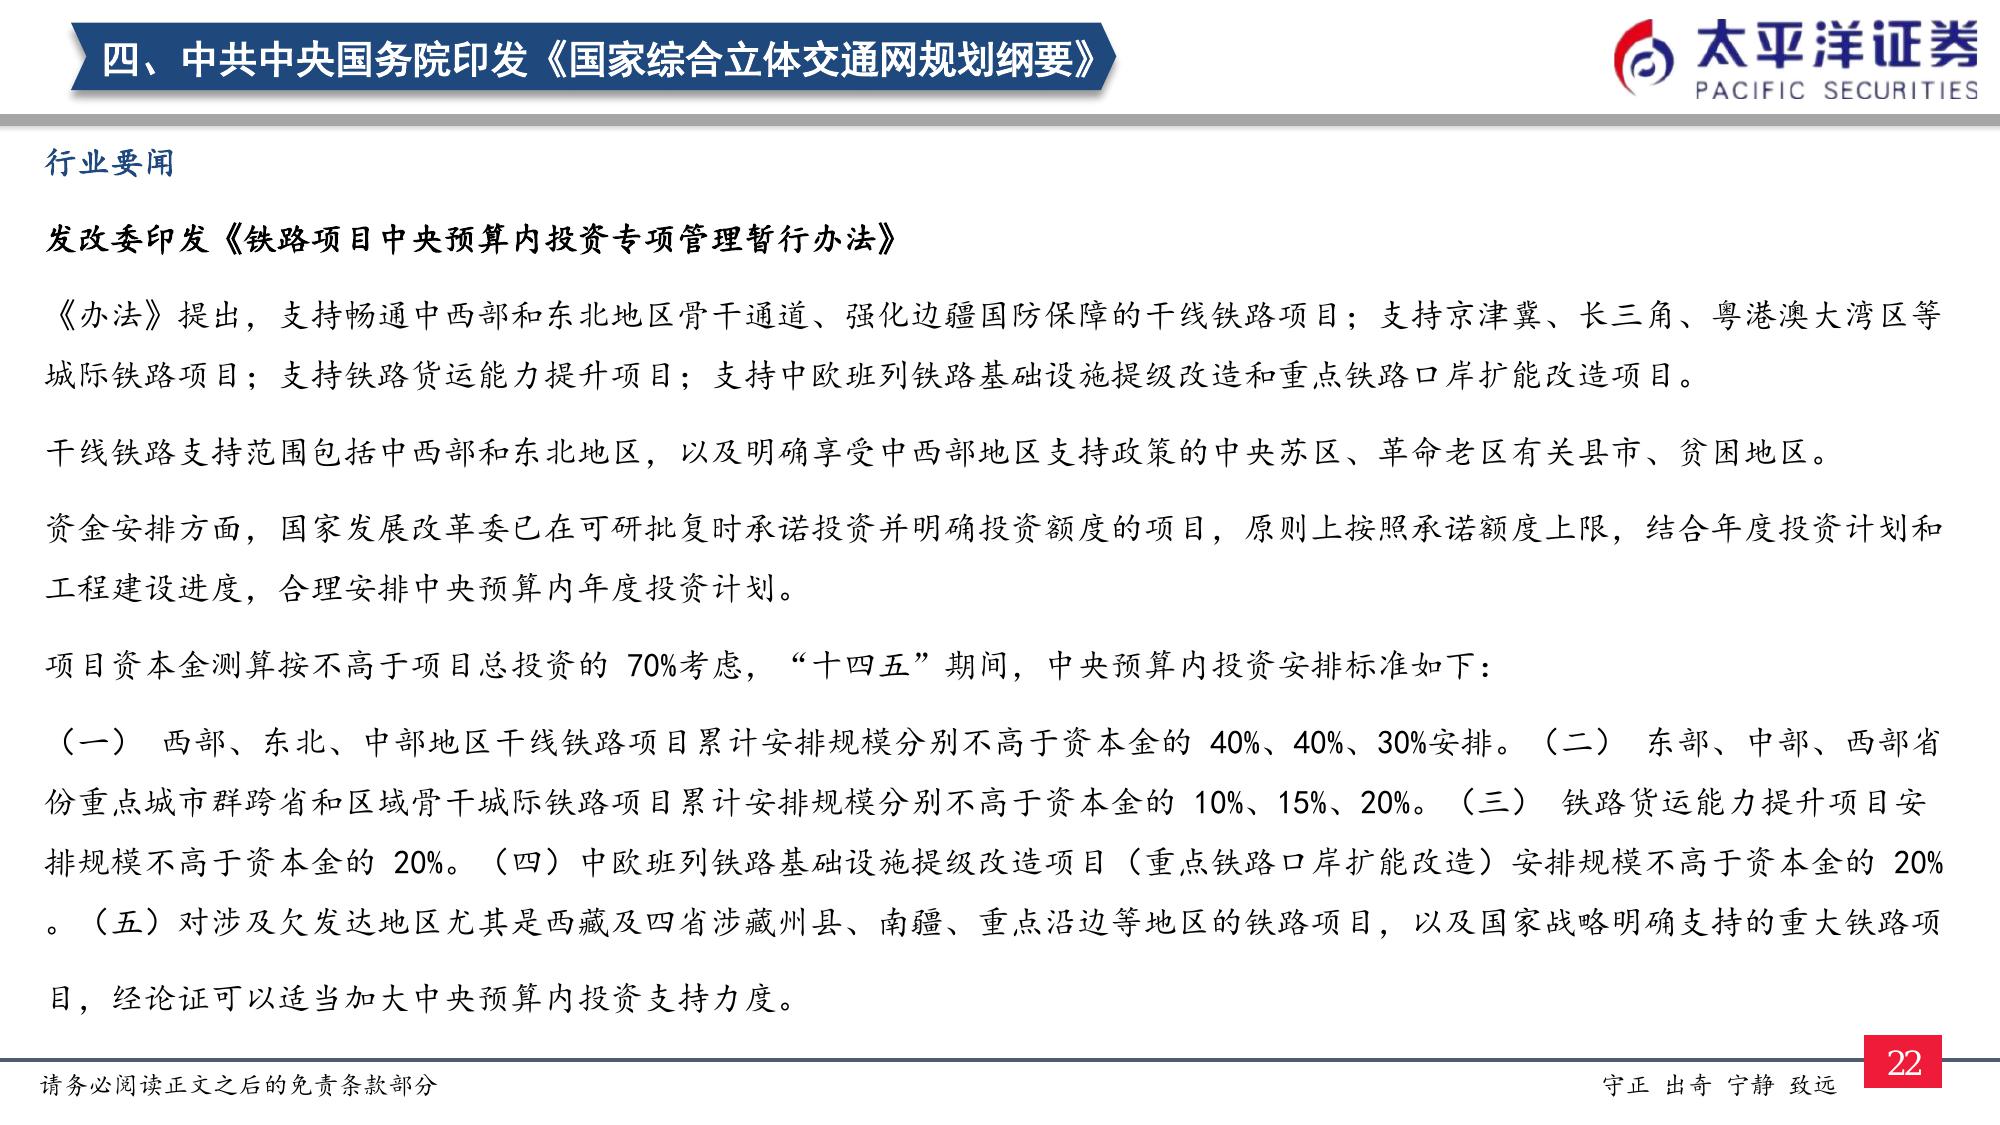 四、中共中央国务院印发《国家综合立体交通网规划纲要》
太平洋证券
PACIFIC SECURITIES
行业要闻
发改委印发《铁路项目中央预算内投资专项管理暂行办法》
《办法》提出，支持畅通中西部和东北地区骨干通道、强化边疆国防保障的干线铁路项目；支持京津冀、长三角、粤港澳大湾区等
城际铁路项目；支持铁路货运能力提升项目；支持中欧班列铁路基础设施提级改造和重点铁路口岸扩能改造项目。
干线铁路支持范围包括中西部和东北地区，以及明确享受中西部地区支持政策的中央苏区、革命老区有关县市、贫困地区。
资金安排方面，国家发展改革委已在可研批复时承诺投资并明确投资额度的项目，原则上按照承诺额度上限，结合年度投资计划和
工程建设进度，合理安排中央预算内年度投资计划。
项目资本金测算按不高于项目总投资的 70%考虑，“十四五”期间，中央预算内投资安排标准如下：
（一） 西部、东北、中部地区干线铁路项目累计安排规模分别不高于资本金的 40%、40%、30%安排。（二） 东部、中部、西部省
份重点城市群跨省和区域骨干城际铁路项目累计安排规模分别不高于资本金的 10%、15%、20%。（三） 铁路货运能力提升项目安
排规模不高于资本金的 20%。（四）中欧班列铁路基础设施提级改造项目（重点铁路口岸扩能改造）安排规模不高于资本金的 20%
。（五）对涉及欠发达地区尤其是西藏及四省涉藏州县、南疆、重点沿边等地区的铁路项目，以及国家战略明确支持的重大铁路项
目，经论证可以适当加大中央预算内投资支持力度。
22
请务必阅读正文之后的免责条款部分
守正 出奇 宁静 致远